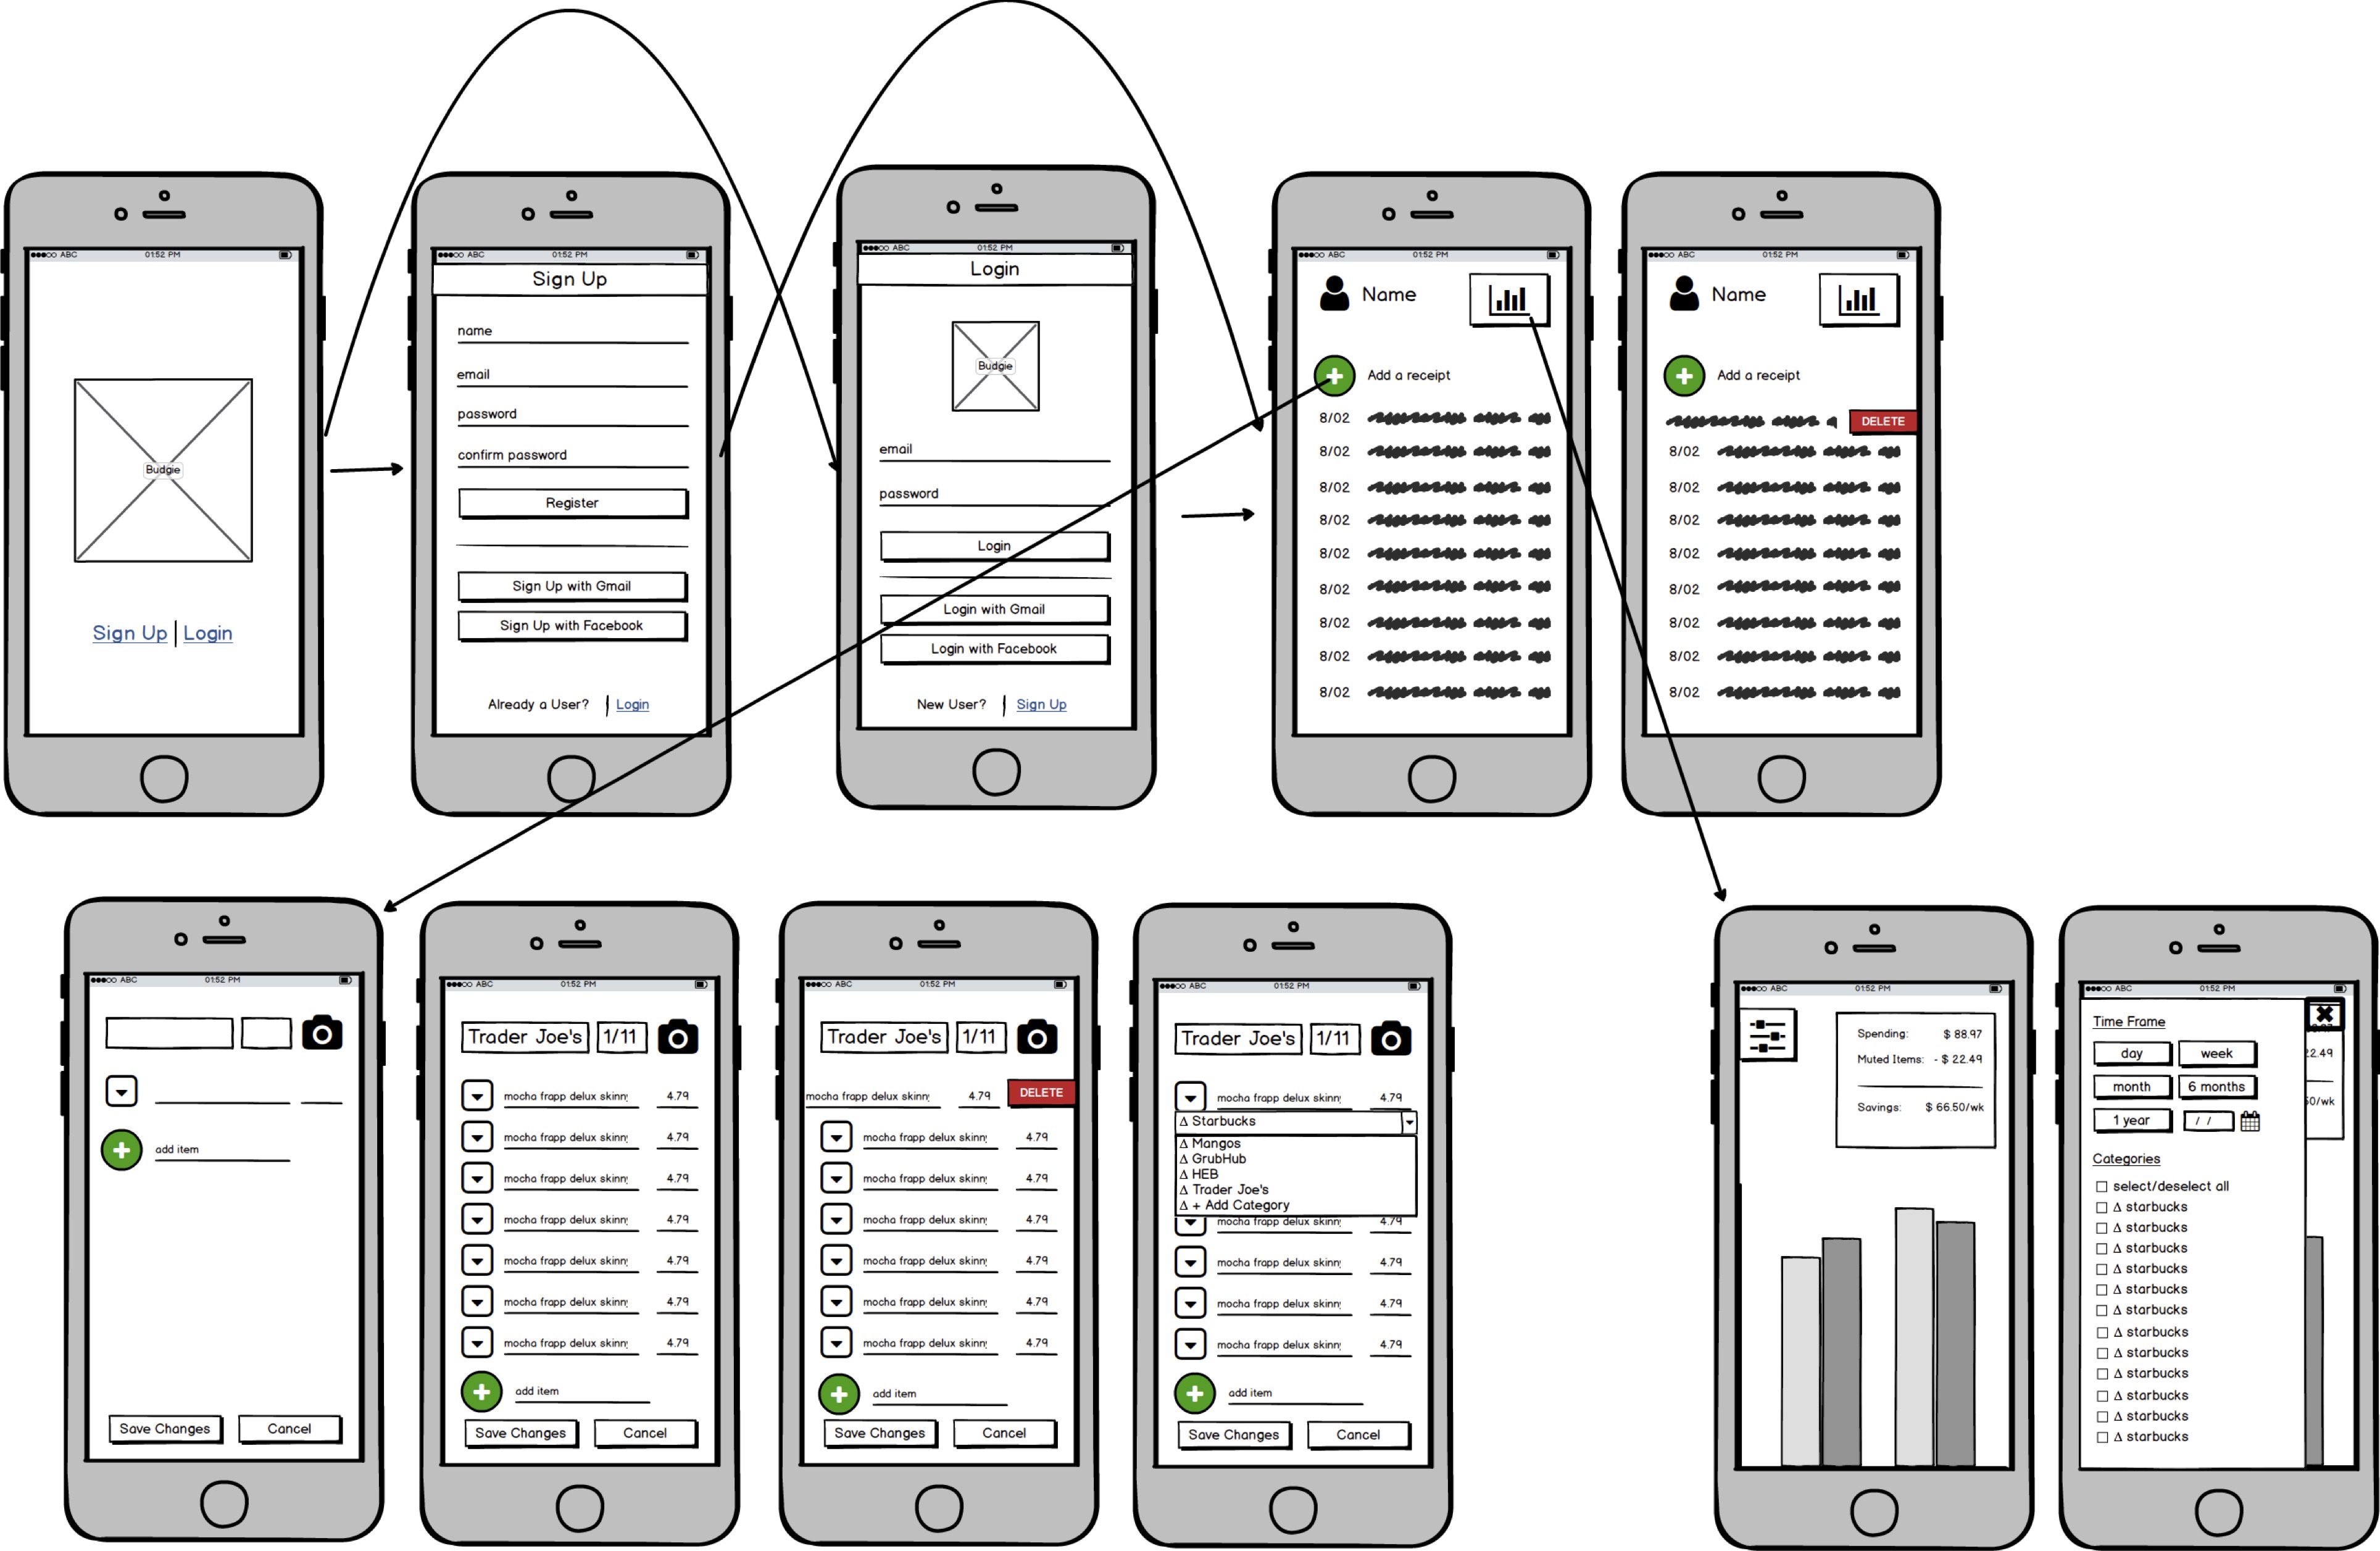 ABC 01:52 PM
Budgie
Sign Up | Login
ABC 01:52 PM
Sign Up
name
email
password
confirm password
Register
Sign Up with Gmail
Sign Up with Facebook
Already a User? | Login
ABC 01:52 PM
Login
Budgie
email
password
Login
Login with Gmail
Login with Facebook
New User? | Sign Up
ABC 01:52 PM
Name
Add a receipt
8/02
8/02
8/02
8/02
8/02
8/02
8/02
8/02
8/02
ABC 01:52 PM
Name
Add a receipt
DELETE
8/02
8/02
8/02
8/02
8/02
8/02
8/02
8/02
ABC 01:52 PM
add item
Save Changes Cancel
ABC 01:52 PM
Trader Joe's 1/11
mocha frapp delux skinny 4.79
mocha frapp delux skinny 4.79
mocha frapp delux skinny 4.79
mocha frapp delux skinny 4.79
mocha frapp delux skinny 4.79
mocha frapp delux skinny 4.79
mocha frapp delux skinny 4.79
add item
Save Changes Cancel
ABC 01:52 PM
Trader Joe's 1/11
mocha frapp delux skinny 4.79 DELETE
mocha frapp delux skinny 4.79
mocha frapp delux skinny 4.79
mocha frapp delux skinny 4.79
mocha frapp delux skinny 4.79
mocha frapp delux skinny 4.79
mocha frapp delux skinny 4.79
add item
Save Changes Cancel
ABC 01:52 PM
Trader Joe's 1/11
mocha frapp delux skinny 4.79
Δ Starbucks
Δ Mangos
Δ GrubHub
Δ HEB
Δ Trader Joe's
Δ + Add Category
mocha frapp delux skinny 4.79
mocha frapp delux skinny 4.79
mocha frapp delux skinny 4.79
mocha frapp delux skinny 4.79
add item
Save Changes Cancel
ABC 01:52 PM
Spending: $ 88.97
Muted Items: - $ 22.49
Savings: $ 66.50/wk
ABC 01:52 PM
Time Frame
day week
month 6 months
1 year / /
Categories
select/deselect all
Δ starbucks
Δ starbucks
Δ starbucks
Δ starbucks
Δ starbucks
Δ starbucks
Δ starbucks
Δ starbucks
Δ starbucks
Δ starbucks
Δ starbucks
Δ starbucks
22.49
50/wk